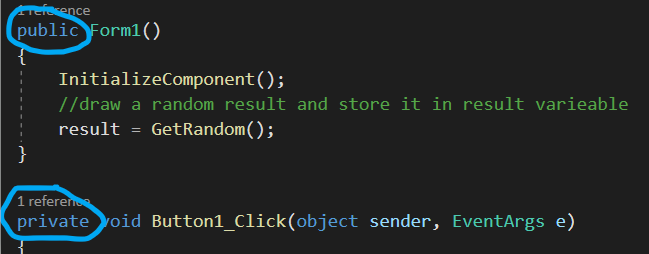 1 reference
public Form1()
{
InitializeComponent();
//draw a random result and store it in result varieable
result = GetRandom();
}
1 reference
private void Button1_Click(object sender, EventArgs e)
{